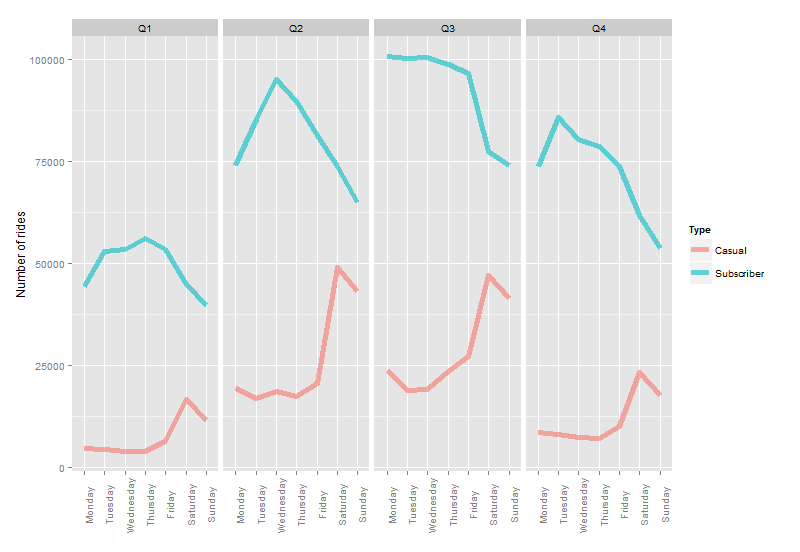 Q1 Q2 Q3 Q4
100000
75000
50000
25000
0
Number of rides
Type
Casual
Subscriber
Monday Tuesday Wednesday Thursday Friday Saturday Sunday
Monday Tuesday Wednesday Thursday Friday Saturday Sunday
Monday Tuesday Wednesday Thursday Friday Saturday Sunday
Monday Tuesday Wednesday Thursday Friday Saturday Sunday